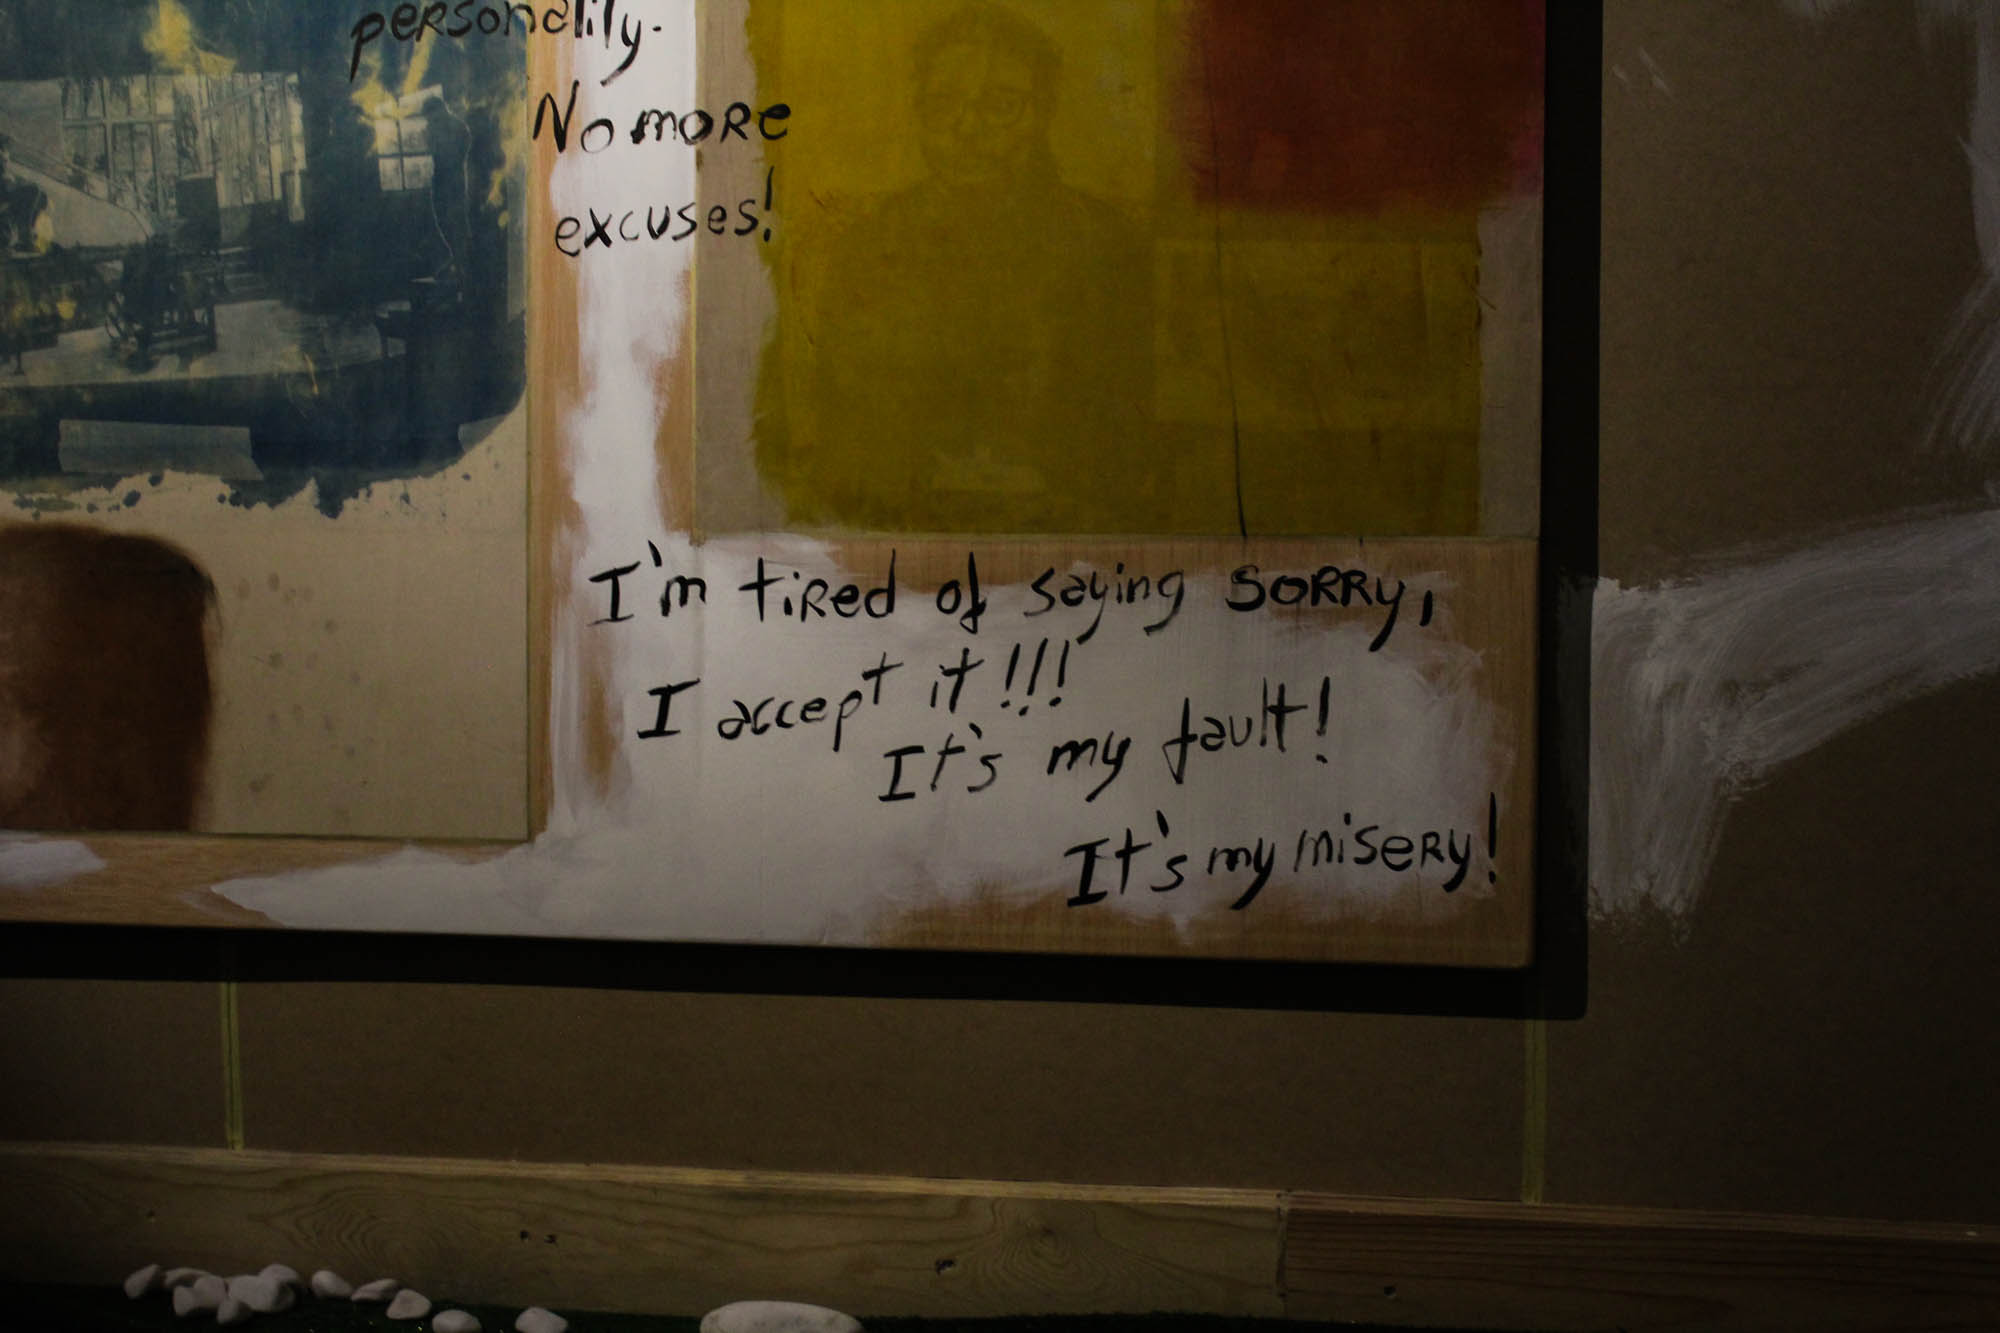 personality.
No more
excuses!
I'm tired of saying sorry,
I accept it!!!
It's my fault!
It's my misery!